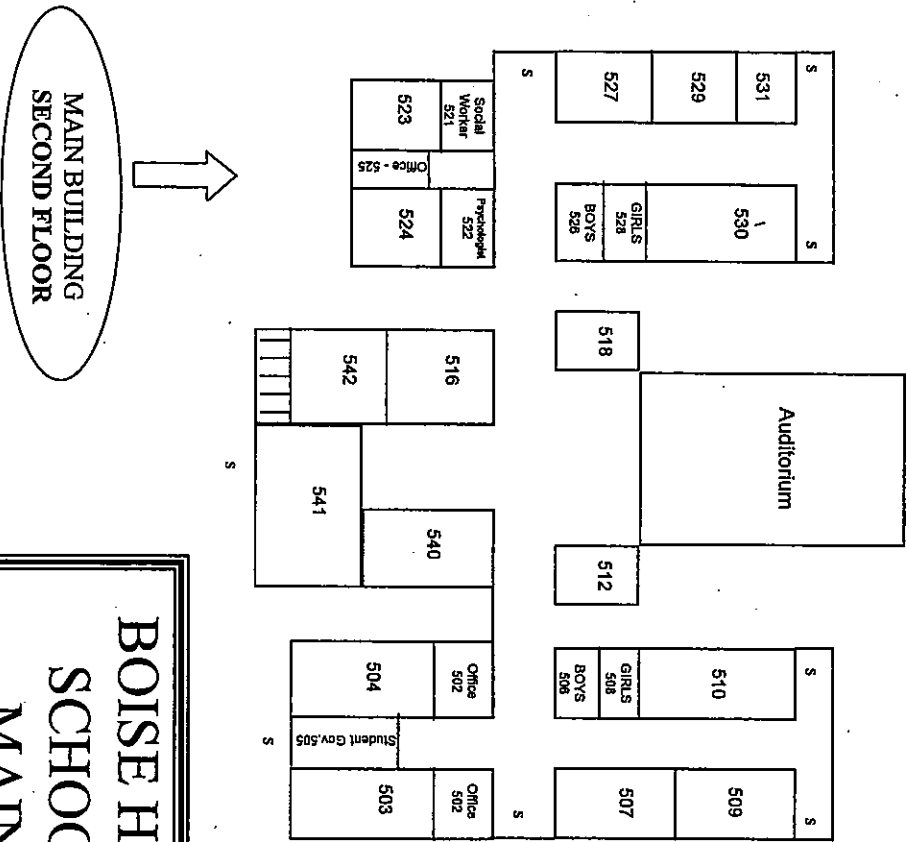 S
531
529
527
S
S
530
GIRLS
528
BOYS
526
Social
Worker
521
523
Office - 525
Psychologist
522
524
518
Auditorium
512
516
542
541
540
S
S
510
GIRLS
508
BOYS
506
S
509
507
S
Office
502
504
Student Gov.505
Office
502
503
S
MAIN BUILDING
SECOND FLOOR
BOISE H
SCHOO
MAIN